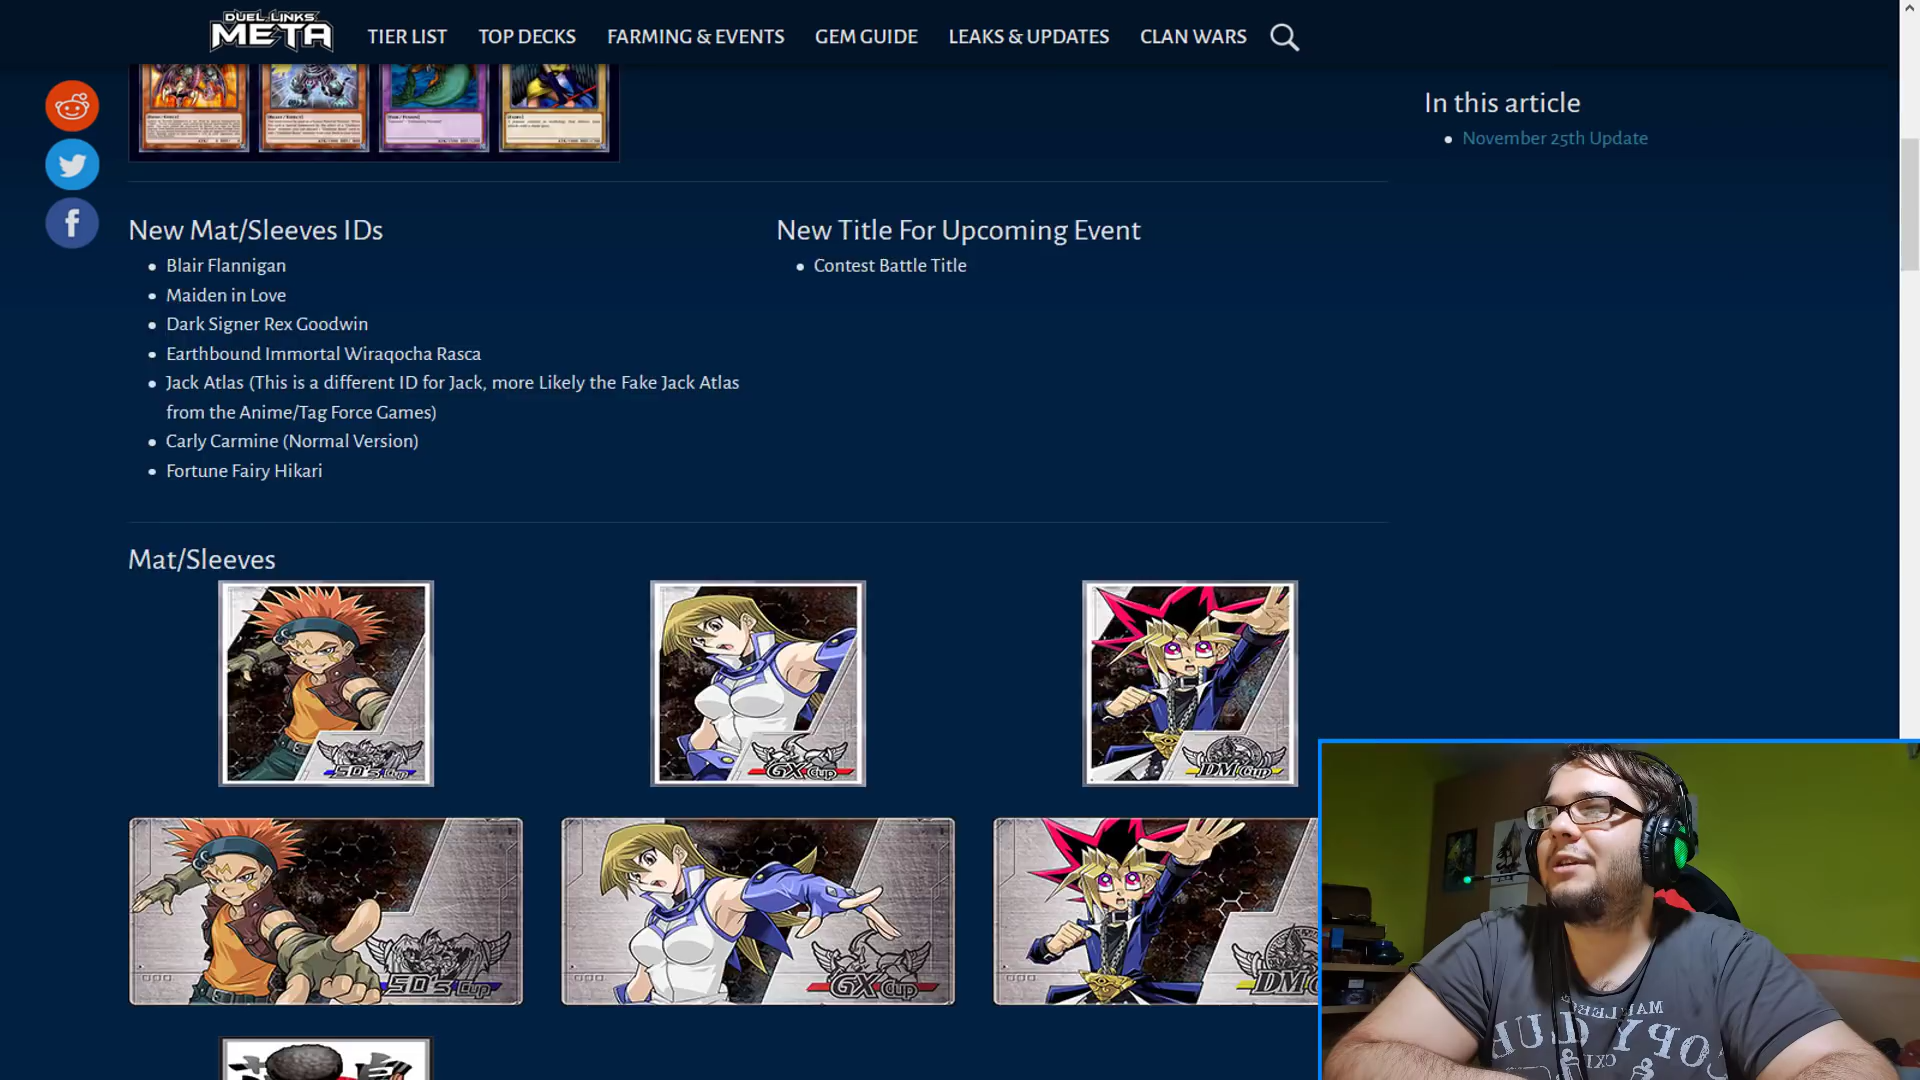 DUEL LINKS
META
TIER LIST
TOP DECKS
FARMING & EVENTS
GEM GUIDE
LEAKS & UPDATES
CLAN WARS
In this article
November 25th Update
New Mat/Sleeves IDs
Blair Flannigan
Maiden in Love
Dark Signer Rex Goodwin
Earthbound Immortal Wiraqocha Rasca
Jack Atlas (This is a different ID for Jack, more Likely the Fake Jack Atlas
from the Anime/Tag Force Games)
Carly Carmine (Normal Version)
Fortune Fairy Hikari
New Title For Upcoming Event
Contest Battle Title
Mat/Sleeves
5D's Cup
GX Cup
DM Cup
5D's Cup
GX Cup
DM